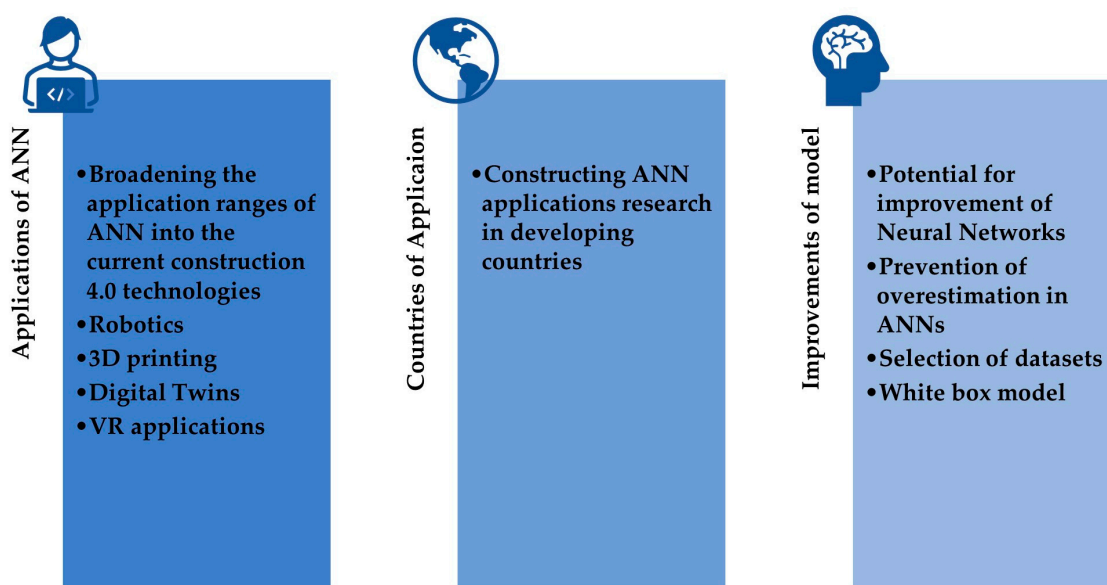 </>
Applications of ANN
•Broadening the
application ranges of
ANN into the
current construction
4.0 technologies
•Robotics
•3D printing
•Digital Twins
•VR applications
Countries of Applicaion
•Constructing ANN
applications research
in developing
countries
Improvements of model
•Potential for
improvement of
Neural Networks
•Prevention of
overestimation in
ANNs
•Selection of datasets
•White box model